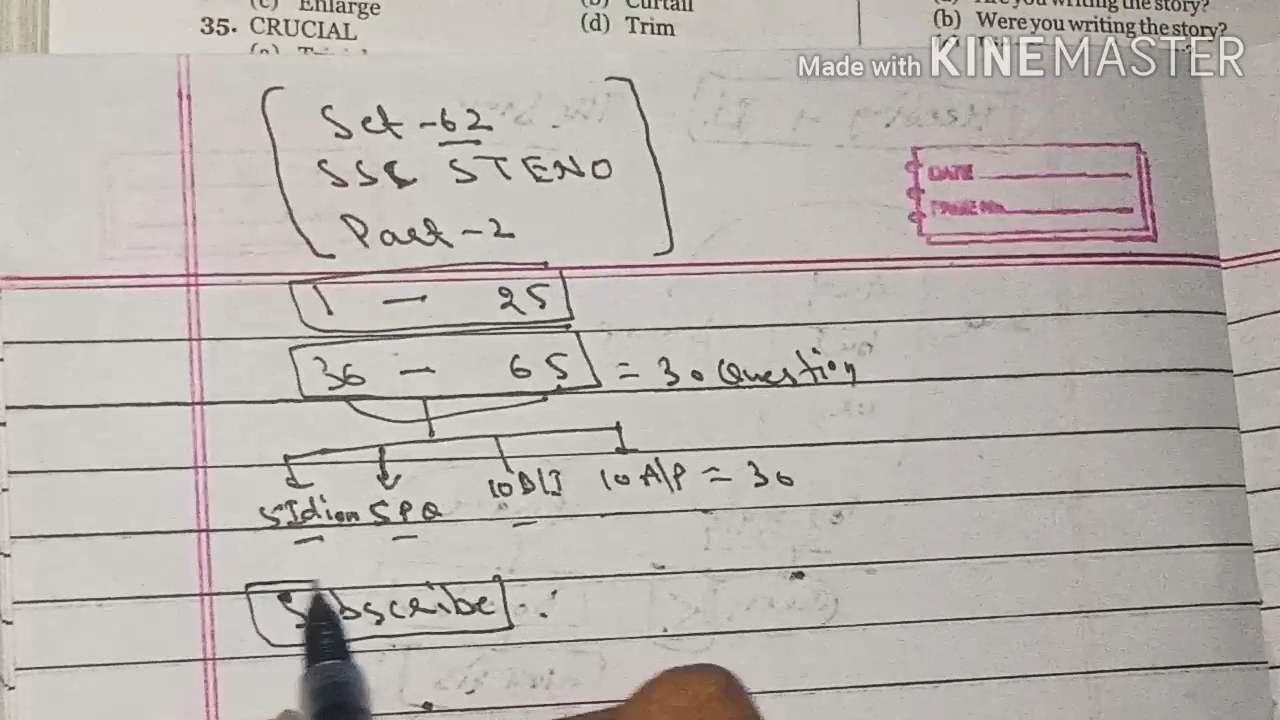 (c) Enlarge
35. CRUCIAL
(d) Trim
(b) Were you writing the story?
Made with KINEMASTER
Set - 62
SSC STENO
Part - 2
DATE
PAGE No.
1 — 25
36 — 65 = 30 Question
5 Idiom 5 PQ 10 D/I 10 A/P = 30
Subscribe